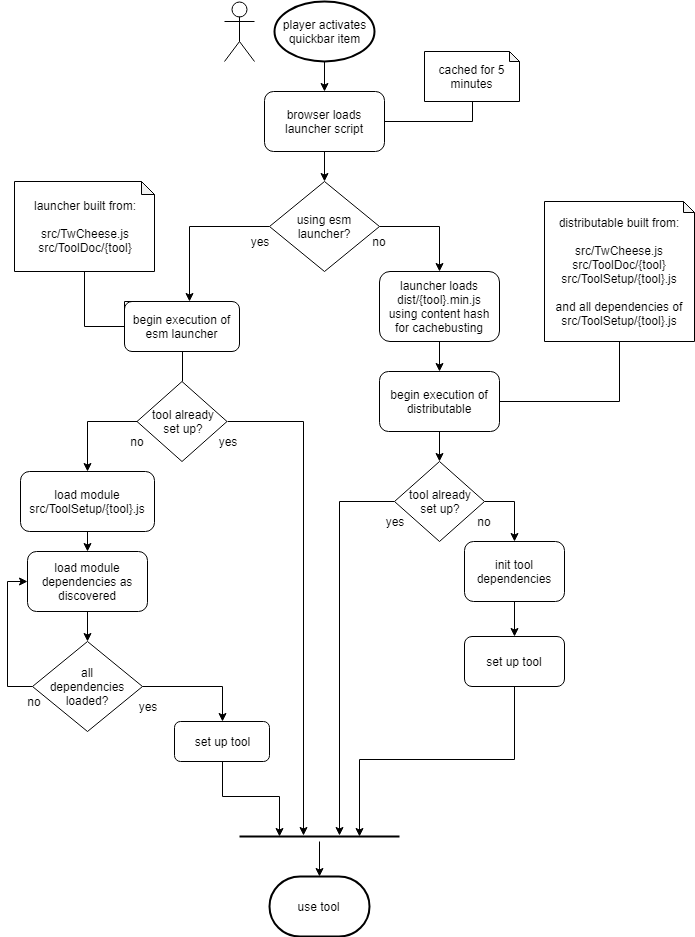 player activates
quickbar item
cached for 5
minutes
browser loads
launcher script
launcher built from:
src/TwCheese.js
src/ToolDoc/{tool}
using esm
launcher?
yes
no
distributable built from:
src/TwCheese.js
src/ToolDoc/{tool}
src/ToolSetup/{tool}.js
and all dependencies of
src/ToolSetup/{tool}.js
begin execution of
esm launcher
launcher loads
dist/{tool}.min.js
using content hash
for cachebusting
begin execution of
distributable
tool already
set up?
no
yes
load module
src/ToolSetup/{tool}.js
tool already
set up?
yes
no
load module
dependencies as
discovered
init tool
dependencies
all
dependencies
loaded?
no
yes
set up tool
set up tool
use tool